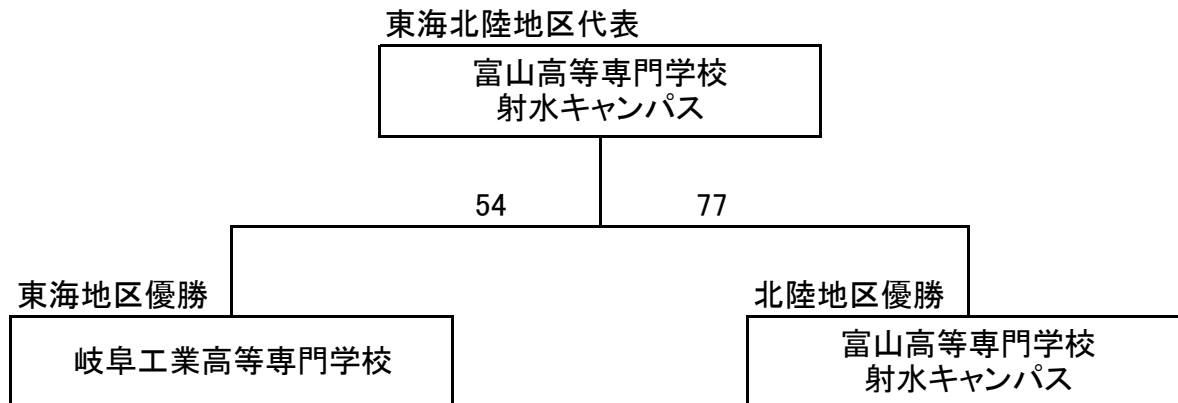 東海北陸地区代表
富山高等専門学校
射水キャンパス
54 77
東海地区優勝 北陸地区優勝
岐阜工業高等専門学校
富山高等専門学校
射水キャンパス